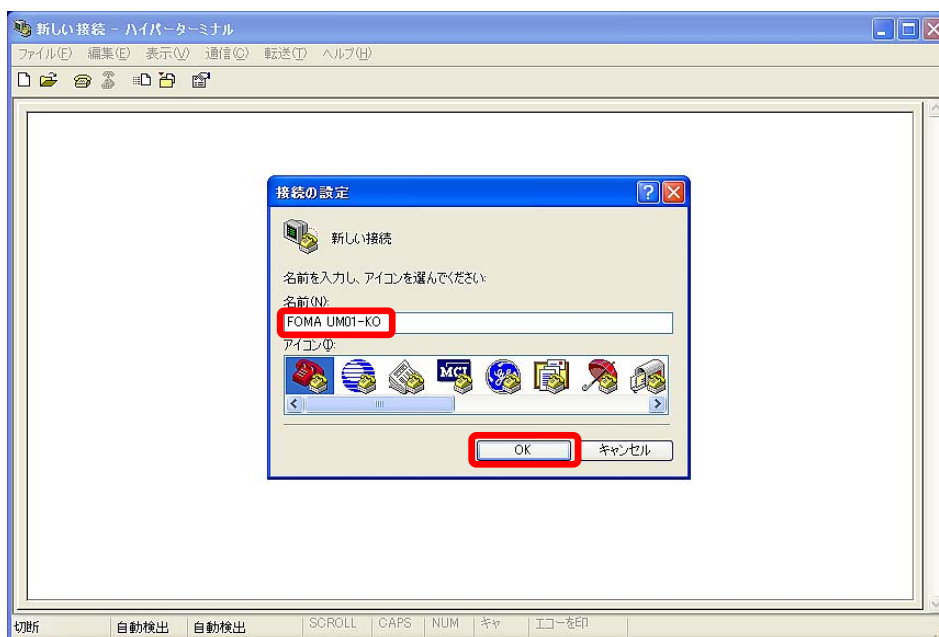 新しい接続 - ハイパーターミナル
ファイル(F) 編集(E) 表示(V) 通信(C) 転送(T) ヘルプ(H)
接続の設定
新しい接続
名前を入力し、アイコンを選んでください:
名前(N):
FOMA UM01-KO
アイコン(I):
MCI
OK キャンセル
切断 自動検出 自動検出 SCROLL CAPS NUM キャ エコーを印